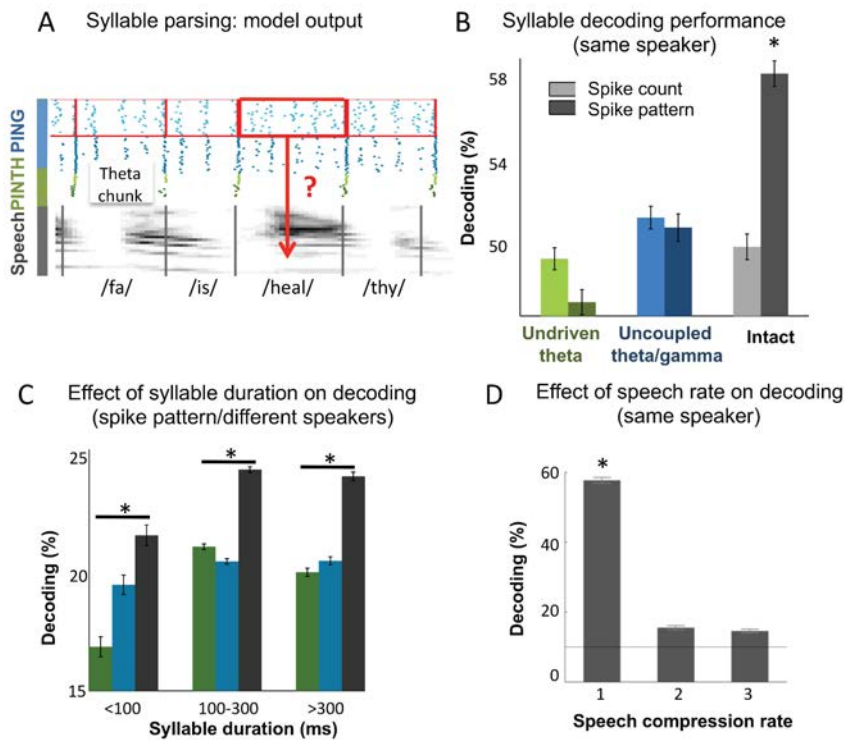 A Syllable parsing: model output
SpeechPINTH PING
Theta
chunk
?
/fa/ /is/ /heal/ /thy/
B Syllable decoding performance
(same speaker)
*
Spike count
Spike pattern
58
54
50
Decoding (%)
Undriven Uncoupled Intact
theta theta/gamma
C Effect of syllable duration on decoding
(spike pattern/different speakers)
25
20
15
Decoding (%)
* * *
<100 100-300 >300
Syllable duration (ms)
D Effect of speech rate on decoding
(same speaker)
*
60
40
20
0
Decoding (%)
1 2 3
Speech compression rate